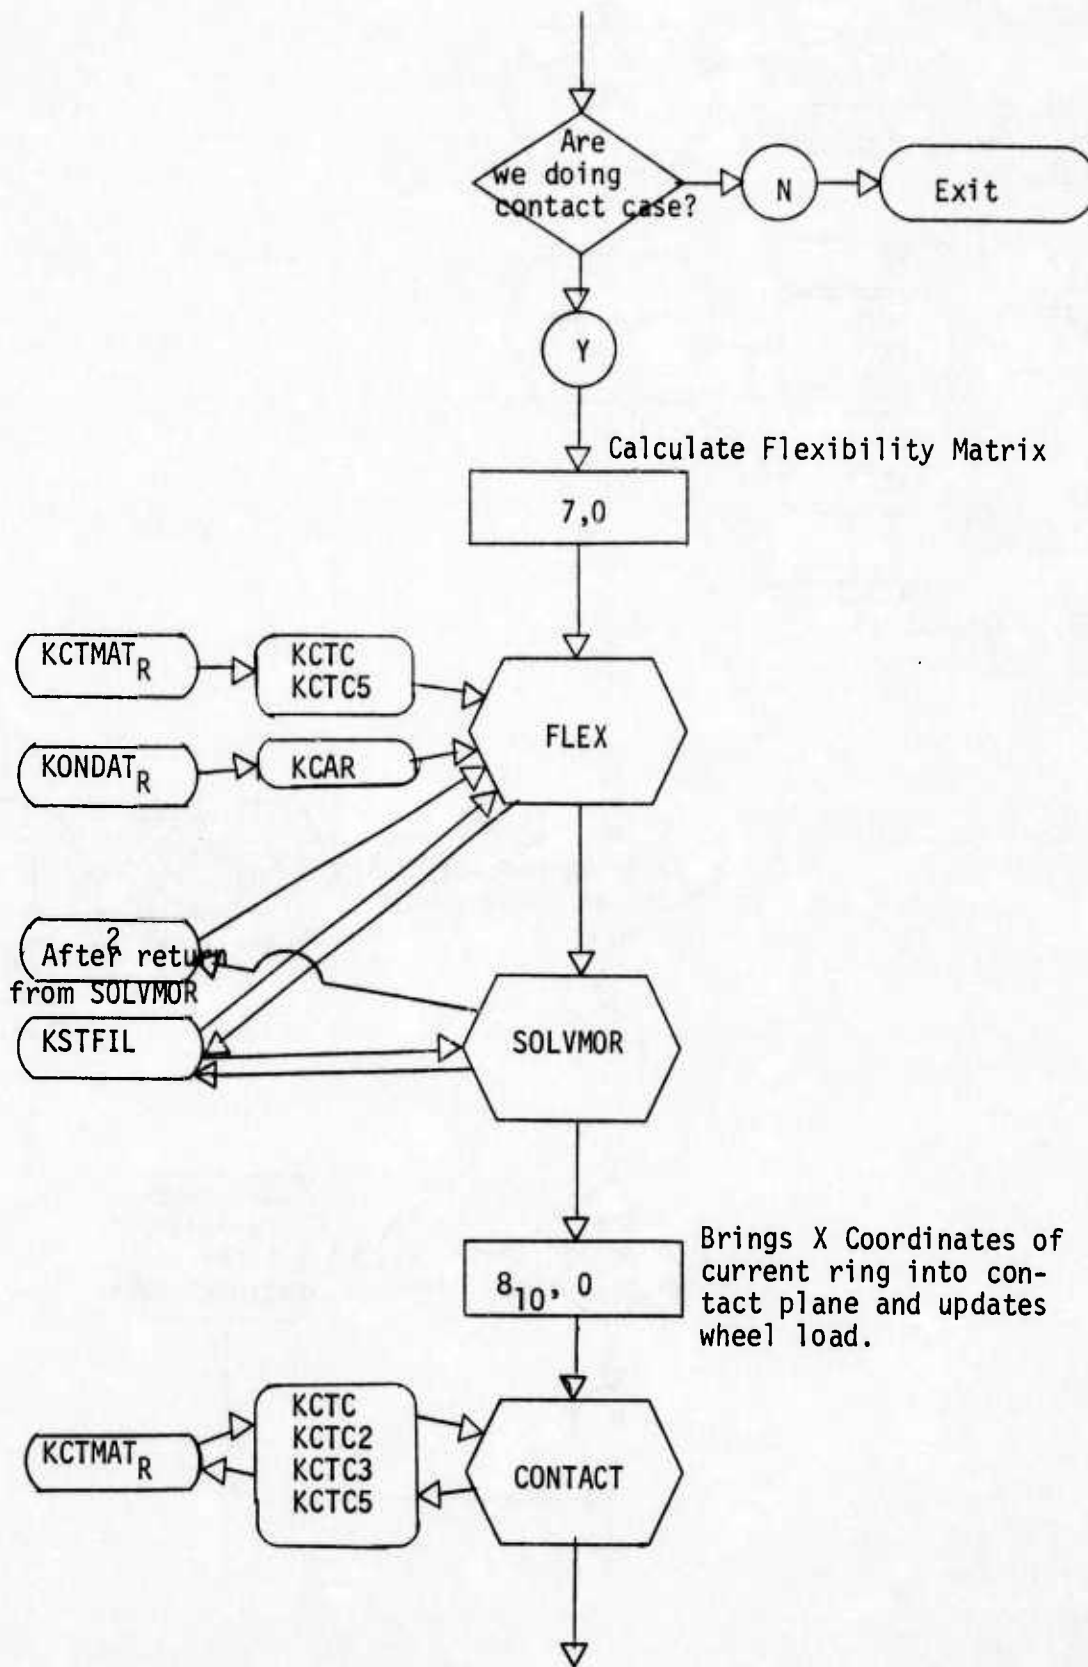 Are
we doing
contact case?
N
Exit
Y
Calculate Flexibility Matrix
7,0
KCTMAT_R
KCTC
KCTC5
FLEX
KONDAT_R
KCAR
2
After return
from SOLVMOR
KSTFIL
SOLVMOR
8_10, 0
Brings X Coordinates of
current ring into con-
tact plane and updates
wheel load.
KCTC
KCTC2
KCTC3
KCTC5
KCTMAT_R
CONTACT